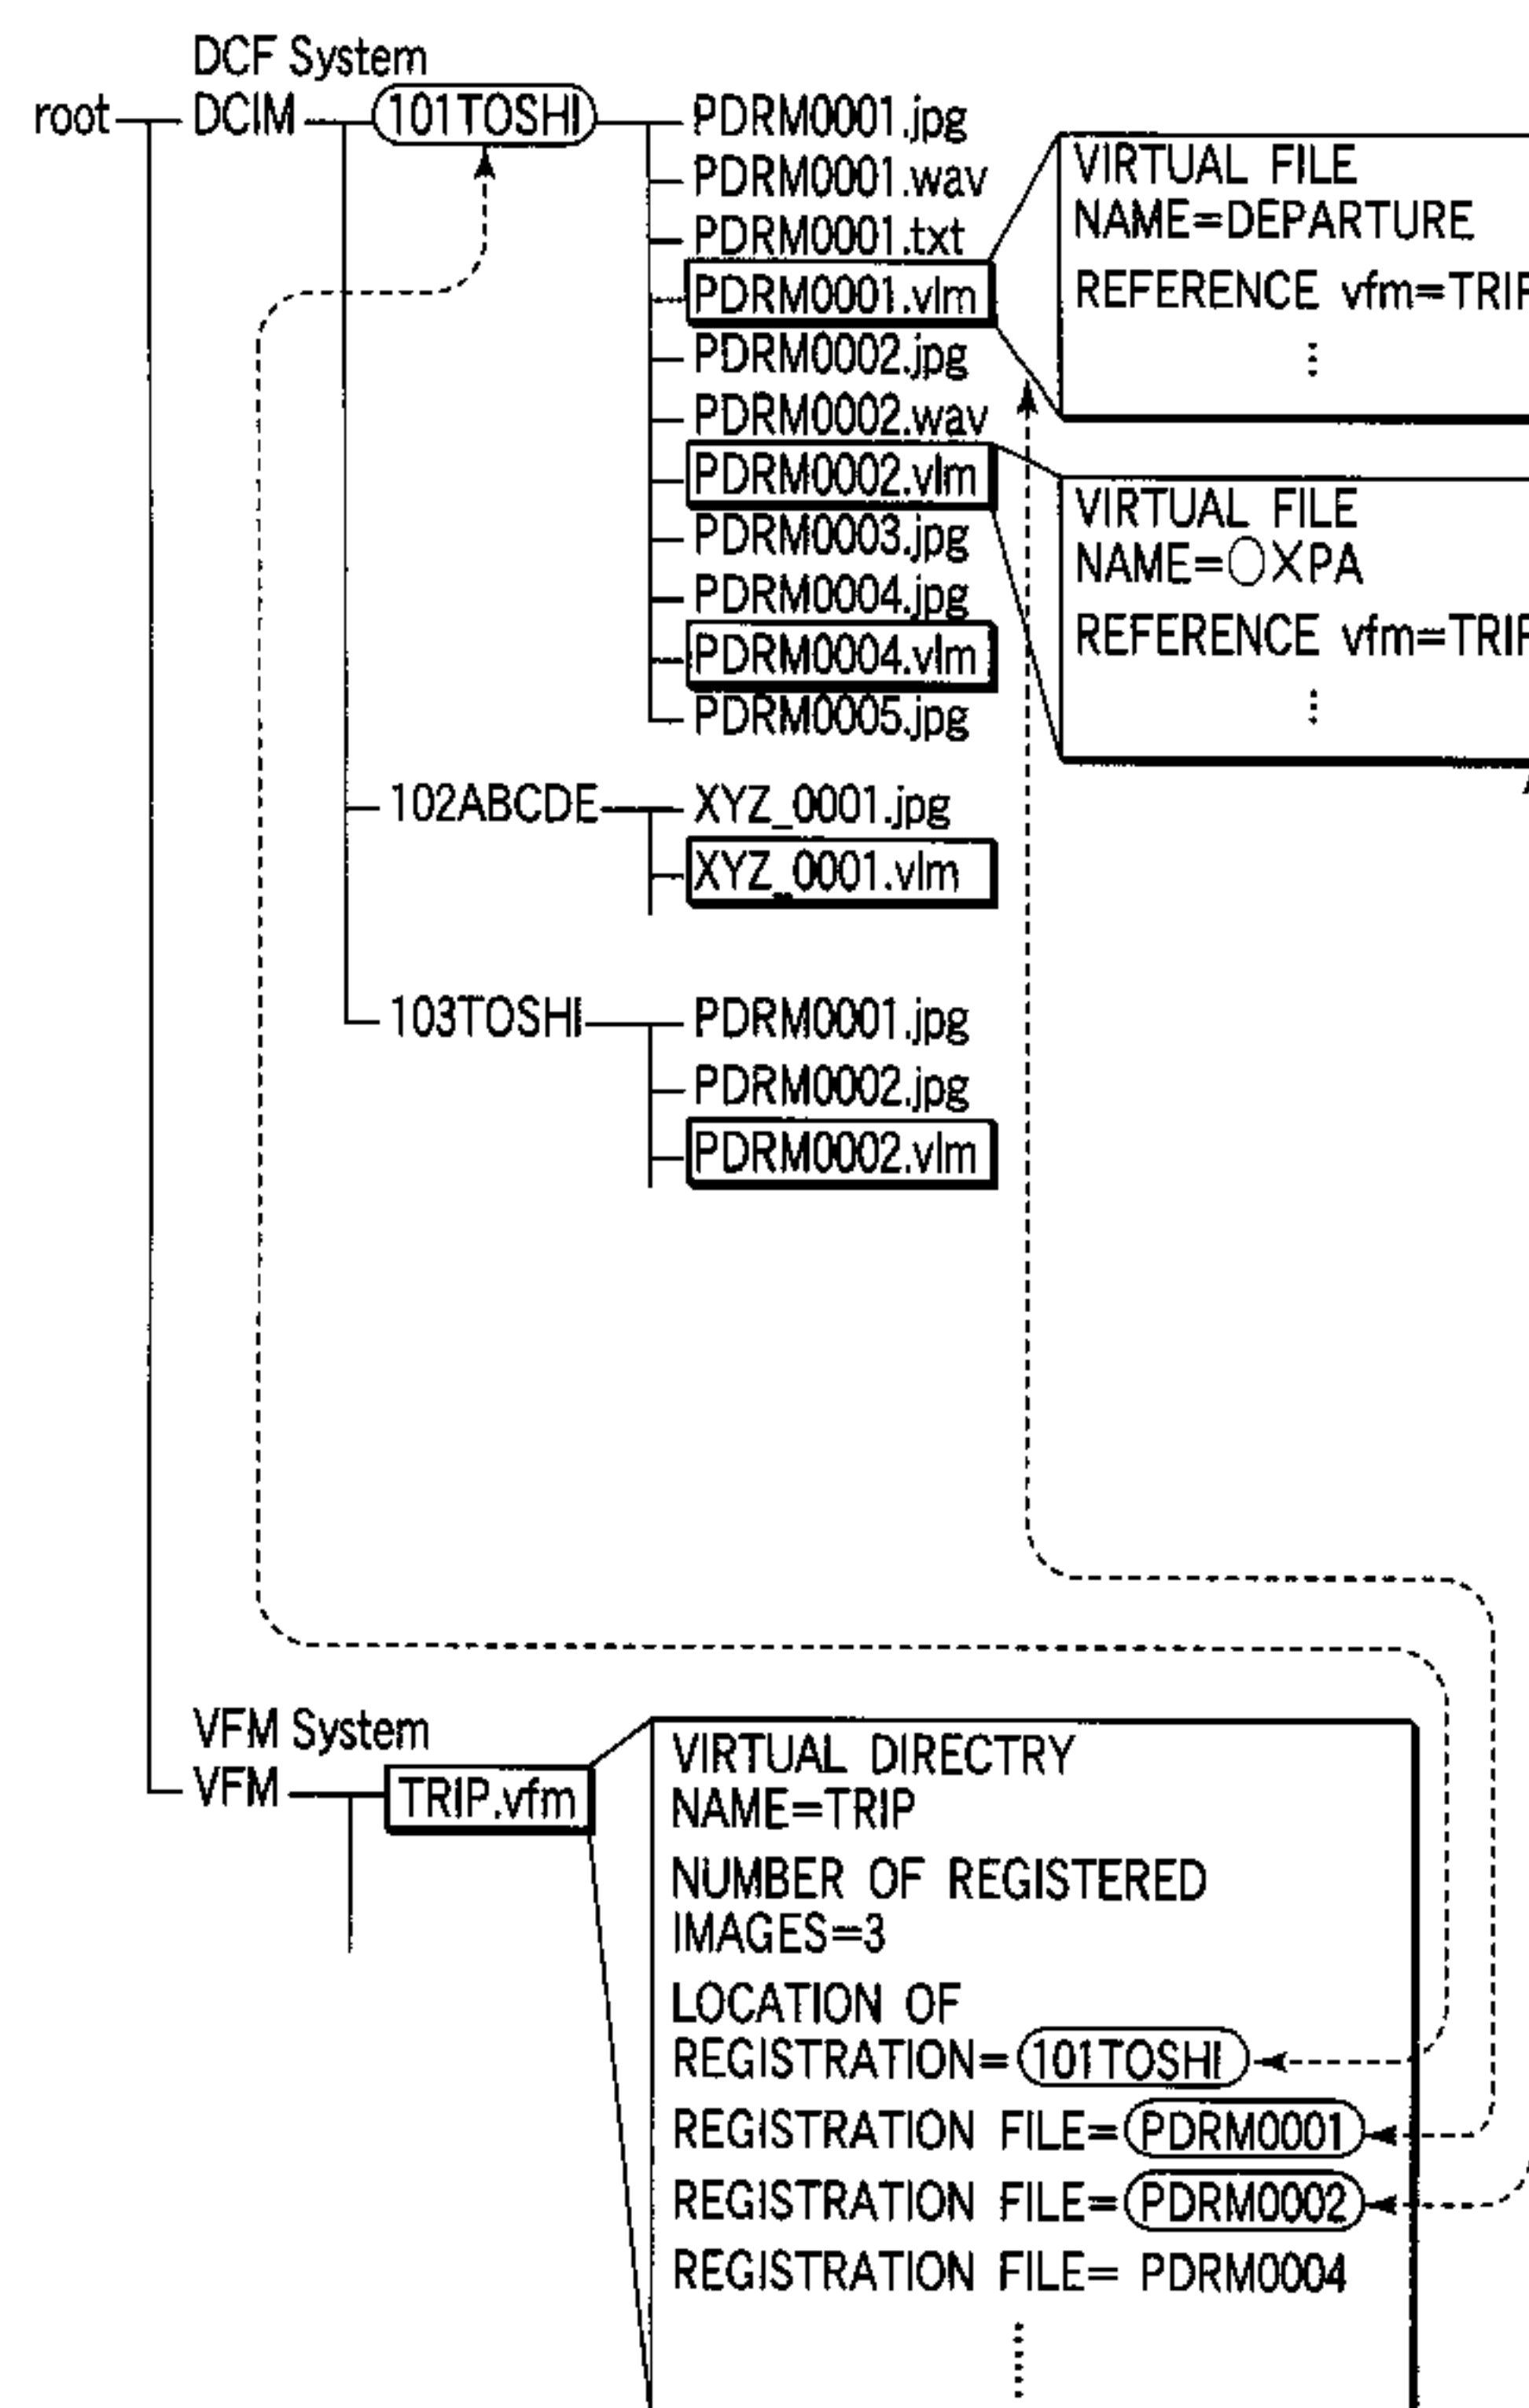 DCF System
root DCIM 101TOSHI PDRM0001.jpg
PDRM0001.wav
PDRM0001.txt
PDRM0001.vlm
PDRM0002.jpg
PDRM0002.wav
PDRM0002.vlm
PDRM0003.jpg
PDRM0004.jpg
PDRM0004.vlm
PDRM0005.jpg
VIRTUAL FILE
NAME=DEPARTURE
REFERENCE vfm=TRIP
⋮
VIRTUAL FILE
NAME=○×PA
REFERENCE vfm=TRIP
⋮
102ABCDE XYZ_0001.jpg
XYZ_0001.vlm
103TOSHI PDRM0001.jpg
PDRM0002.jpg
PDRM0002.vlm
VFM System
VFM TRIP.vfm
VIRTUAL DIRECTRY
NAME=TRIP
NUMBER OF REGISTERED
IMAGES=3
LOCATION OF
REGISTRATION=101TOSHI
REGISTRATION FILE=PDRM0001
REGISTRATION FILE=PDRM0002
REGISTRATION FILE= PDRM0004
⋮